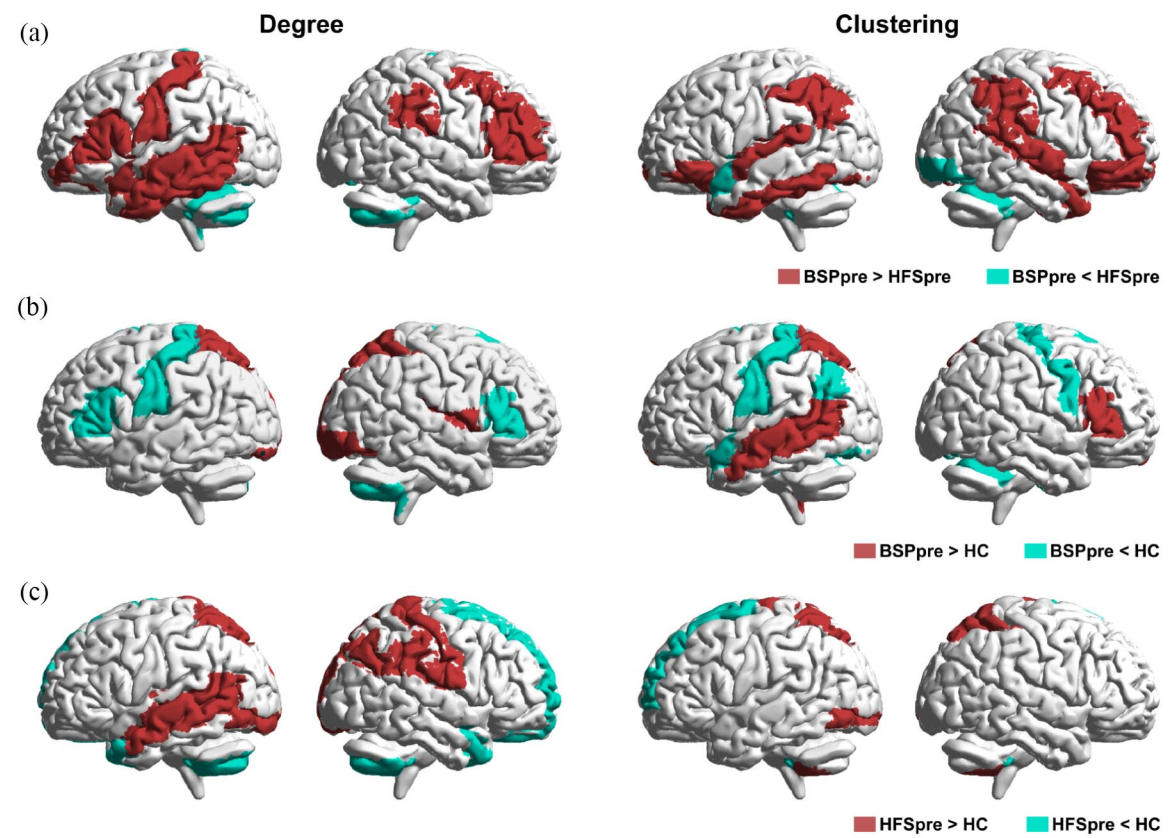 (a)
Degree
Clustering
BSPpre > HFSpre
BSPpre < HFSpre
(b)
BSPpre > HC
BSPpre < HC
(c)
HFSpre > HC
HFSpre < HC